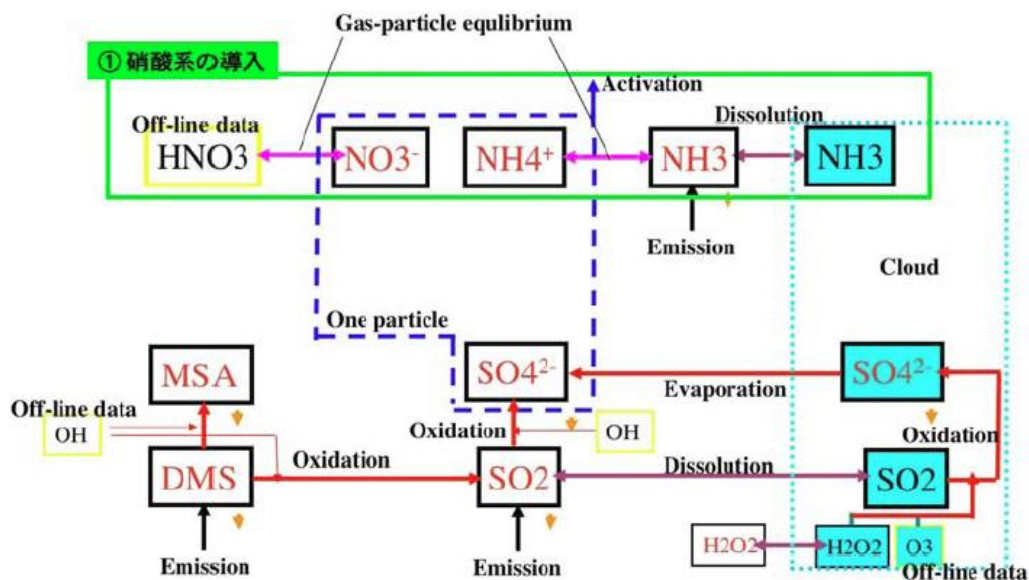 Gas-particle equlibrium
① 硝酸系の導入
Activation
Off-line data
Dissolution
HNO3
NO3-
NH4+
NH3
NH3
Emission
Cloud
One particle
MSA
SO4²-
SO4²-
Evaporation
Off-line data
OH
Oxidation
OH
Oxidation
Oxidation
DMS
SO2
Dissolution
SO2
H2O2
H2O2
O3
Emission
Emission
Off-line data